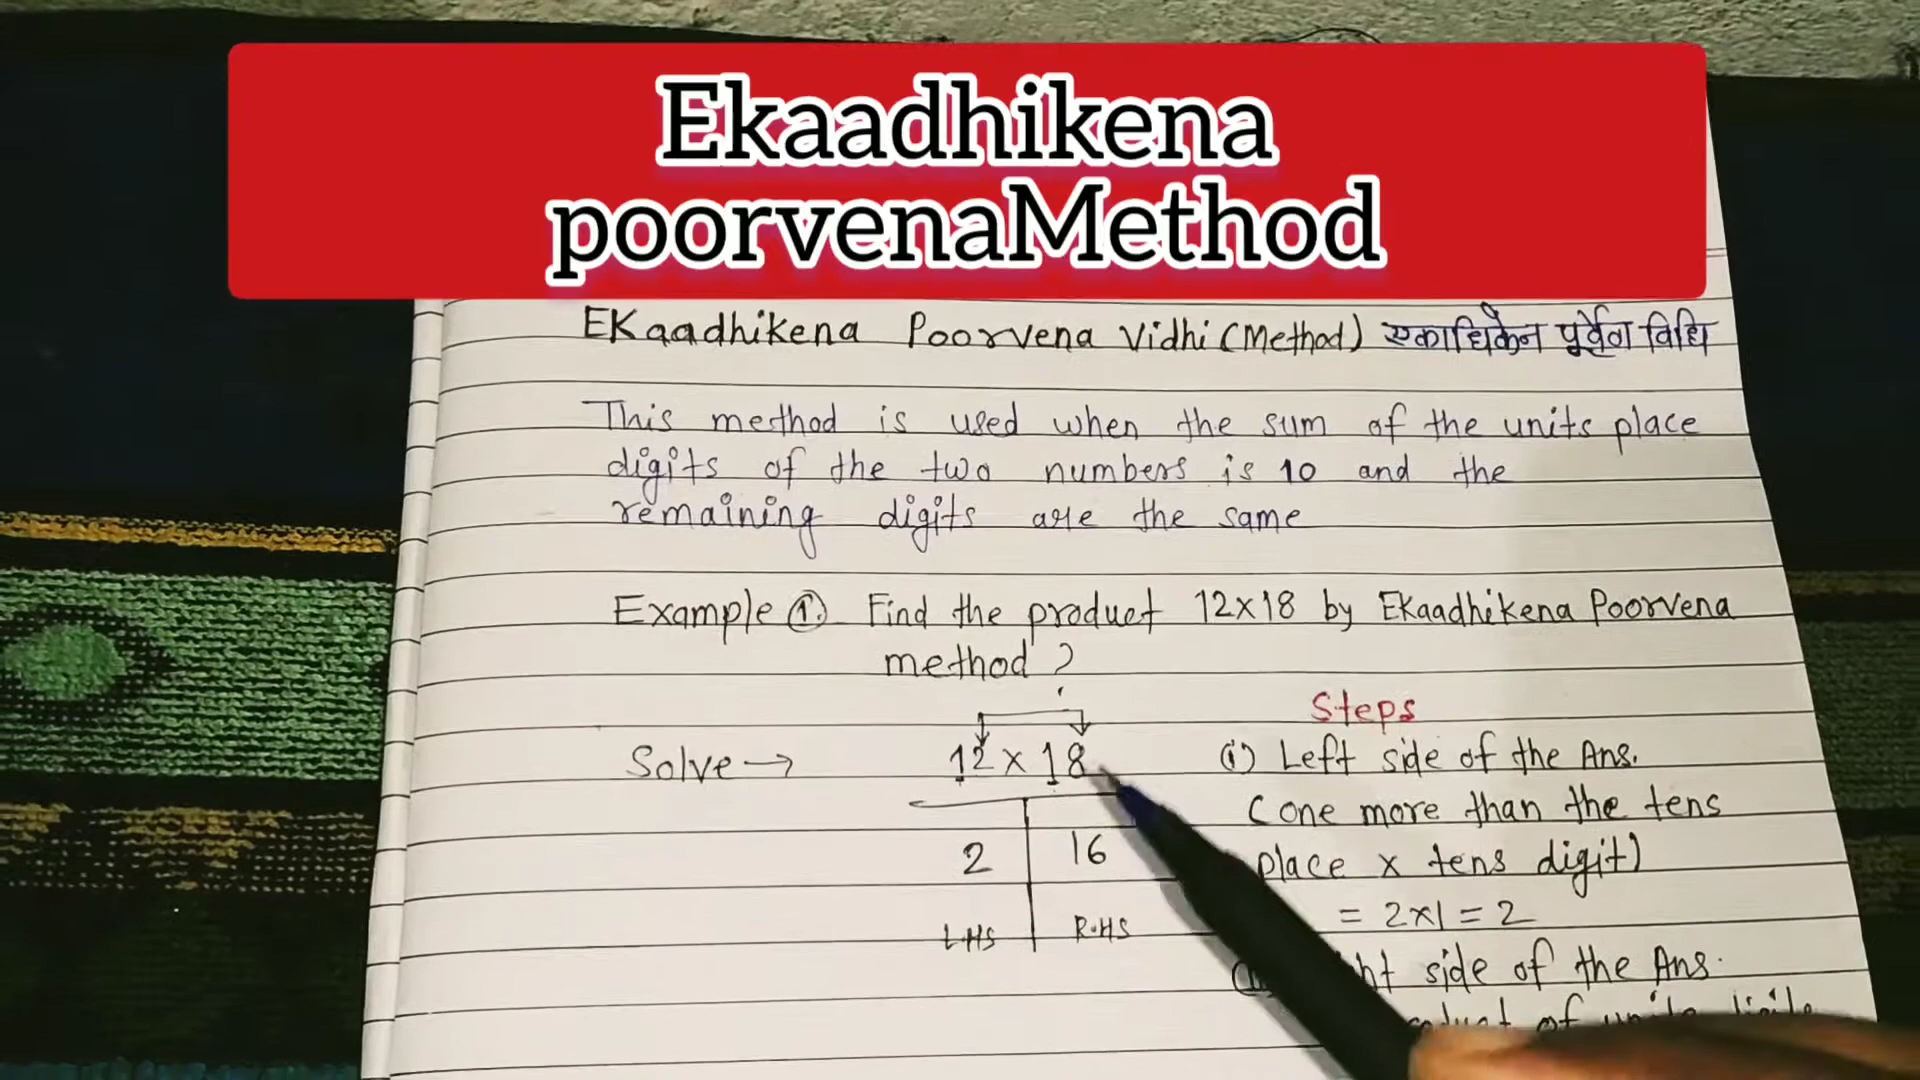 Ekaadhikena
poorvenaMethod
EKaadhikena Poorvena Vidhi (Method) एकाधिकेन पूर्वेण विधि
This method is used when the sum of the units place
digits of the two numbers is 10 and the
remaining digits are the same
Example ①. Find the product 12x18 by Ekaadhikena Poorvena
method ?
Steps
Solve → 12 x 18
(i) Left side of the Ans.
(one more than the tens
2 | 16
place x tens digit)
= 2x1 = 2
L.HS | R.HS
side of the Ans.
of units